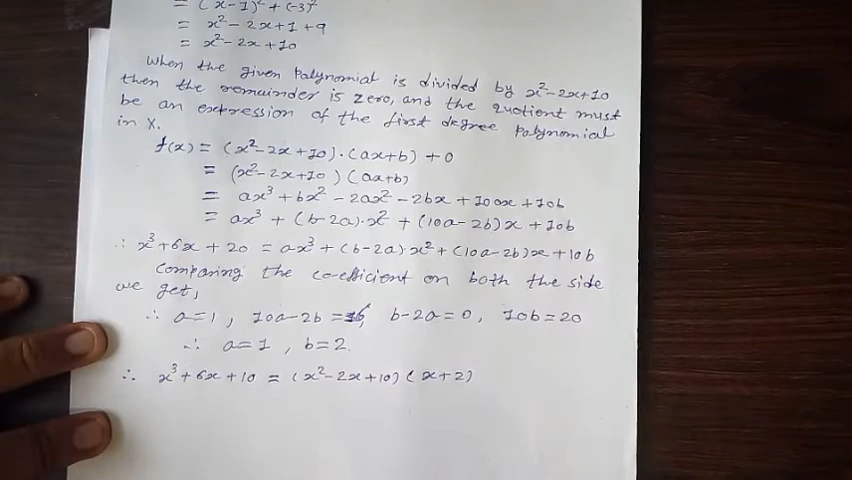 = (x-1)² + (-3)²
= x² - 2x + 1 + 9
= x² - 2x + 10
When the given Polynomial is divided by x² - 2x + 10
then the remainder is zero, and the quotient must
be an expression of the first degree Polynomial
in x.
f(x) = (x² - 2x + 10) · (ax + b) + 0
= (x² - 2x + 10) (ax + b)
= ax³ + bx² - 2ax² - 2bx + 10ax + 10b
= ax³ + (b - 2a) · x² + (10a - 2b) x + 10b
∴ x³ + 6x + 20 = ax³ + (b - 2a) x² + (10a - 2b) x + 10b
Comparing the co-efficient on both the side
we get,
∴ a = 1, 10a - 2b = 6, b - 2a = 0, 10b = 20
∴ a = 1, b = 2.
∴ x³ + 6x + 10 = (x² - 2x + 10) (x + 2)